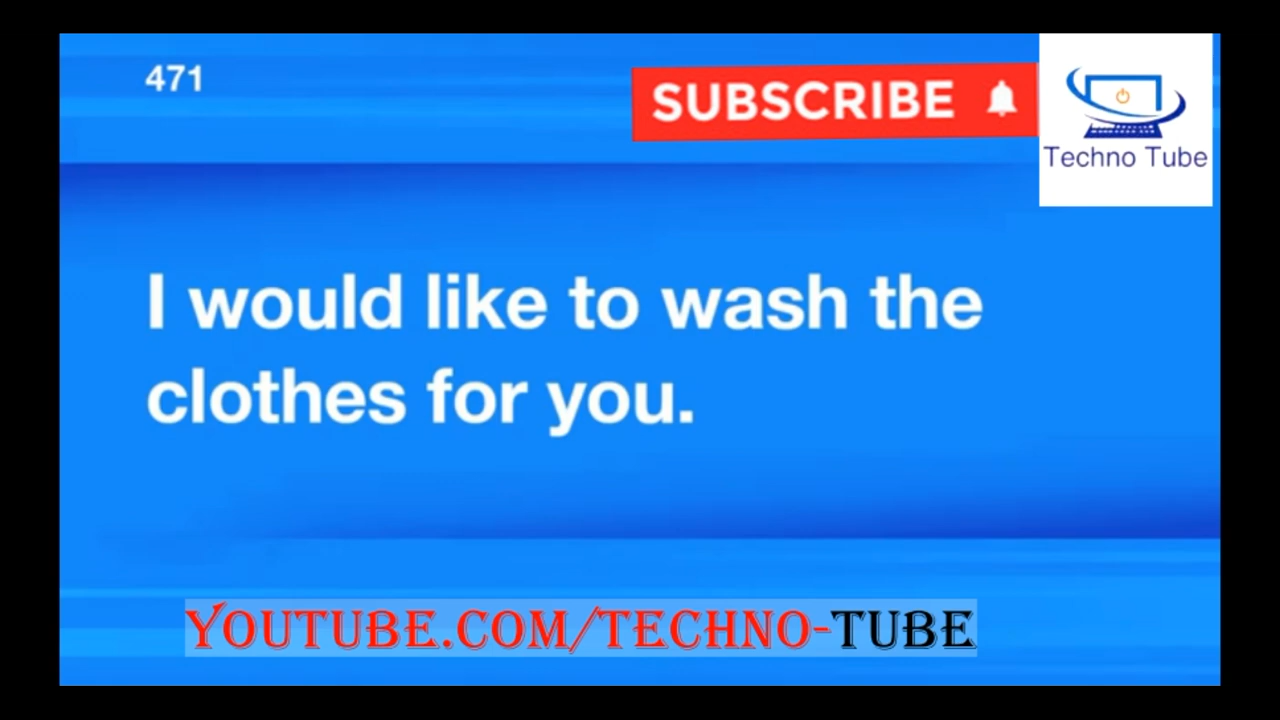 471
SUBSCRIBE
Techno Tube
I would like to wash the
clothes for you.
YOUTUBE.COM/TECHNO-TUBE